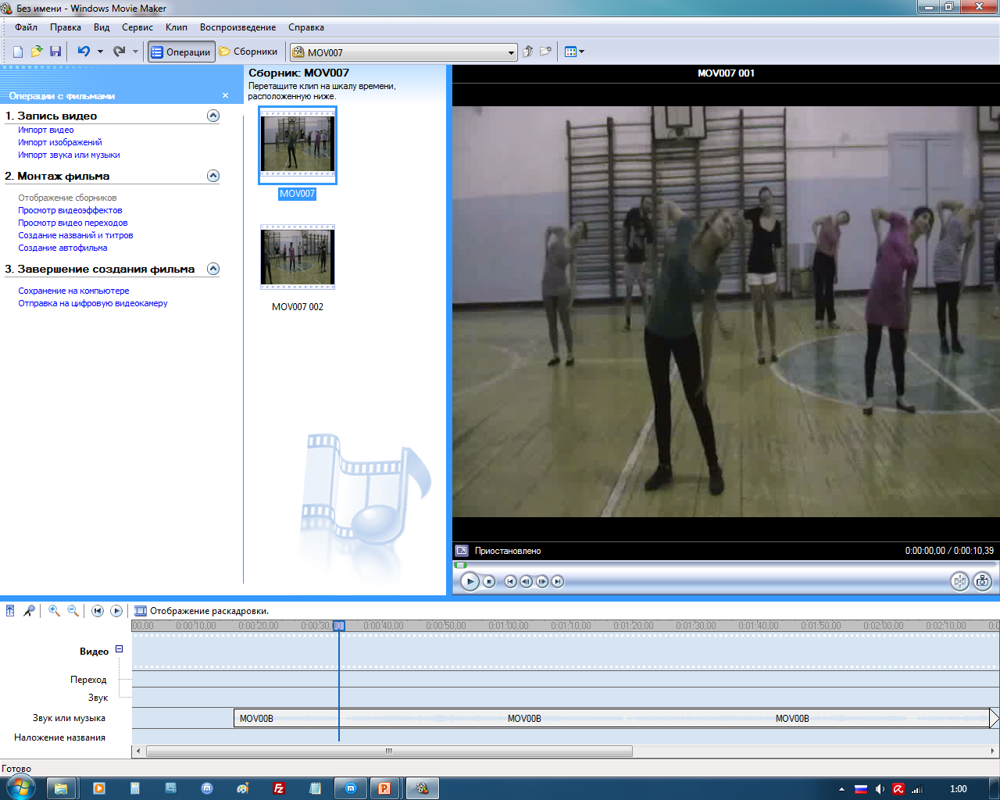 Без имени - Windows Movie Maker
Файл Правка Вид Сервис Клип Воспроизведение Справка
Операции Сборники MOV007
Операции с фильмами
1. Запись видео
Импорт видео
Импорт изображений
Импорт звука или музыки
2. Монтаж фильма
Отображение сборников
Просмотр видеоэффектов
Просмотр видео переходов
Создание названий и титров
Создание автофильма
3. Завершение создания фильма
Сохранение на компьютере
Отправка на цифровую видеокамеру
Сборник: MOV007
Перетащите клип на шкалу времени,
расположенную ниже.
MOV007
MOV007 002
MOV007 001
Приостановлено 0:00:00,00 / 0:00:10,39
Отображение раскадровки.
00,00 0:00:10,00 0:00:20,00 0:00:30, 0:00:40,00 0:00:50,00 0:01:00,00 0:01:10,00 0:01:20,00 0:01:30,00 0:01:40,00 0:01:50,00 0:02:00,00 0:02:10,00 0:0
Видео
Переход
Звук
Звук или музыка MOV00B MOV00B MOV00B
Наложение названия
Готово
1:00